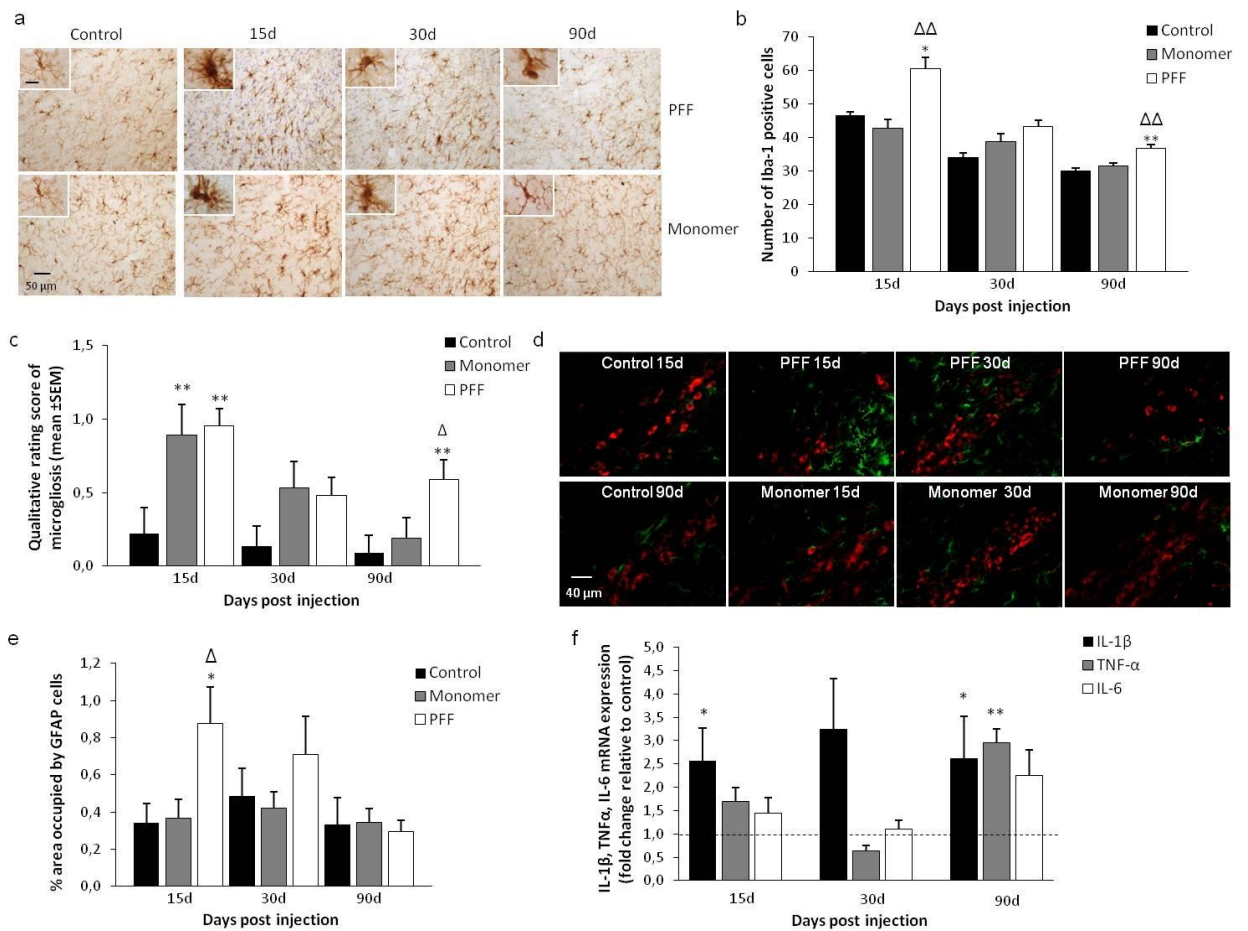 a
Control 15d 30d 90d
PFF
Monomer
50 µm
b
Number of Iba-1 positive cells
70
60
50
40
30
20
10
0
ΔΔ
*
ΔΔ
**
Control
Monomer
PFF
15d 30d 90d
Days post injection
c
Qualitative rating score of
microgliosis (mean ±SEM)
1,5
1,0
0,5
0,0
**
**
Δ
**
Control
Monomer
PFF
15d 30d 90d
Days post injection
d
Control 15d PFF 15d PFF 30d PFF 90d
Control 90d Monomer 15d Monomer 30d Monomer 90d
40 µm
e
% area occupied by GFAP cells
1,2
1,0
0,8
0,6
0,4
0,2
0,0
Δ
*
Control
Monomer
PFF
15d 30d 90d
Days post injection
f
IL-1β, TNFα, IL-6 mRNA expression
(fold change relative to control)
5,0
4,5
4,0
3,5
3,0
2,5
2,0
1,5
1,0
0,5
0,0
*
* **
IL-1β
TNF-α
IL-6
15d 30d 90d
Days post injection